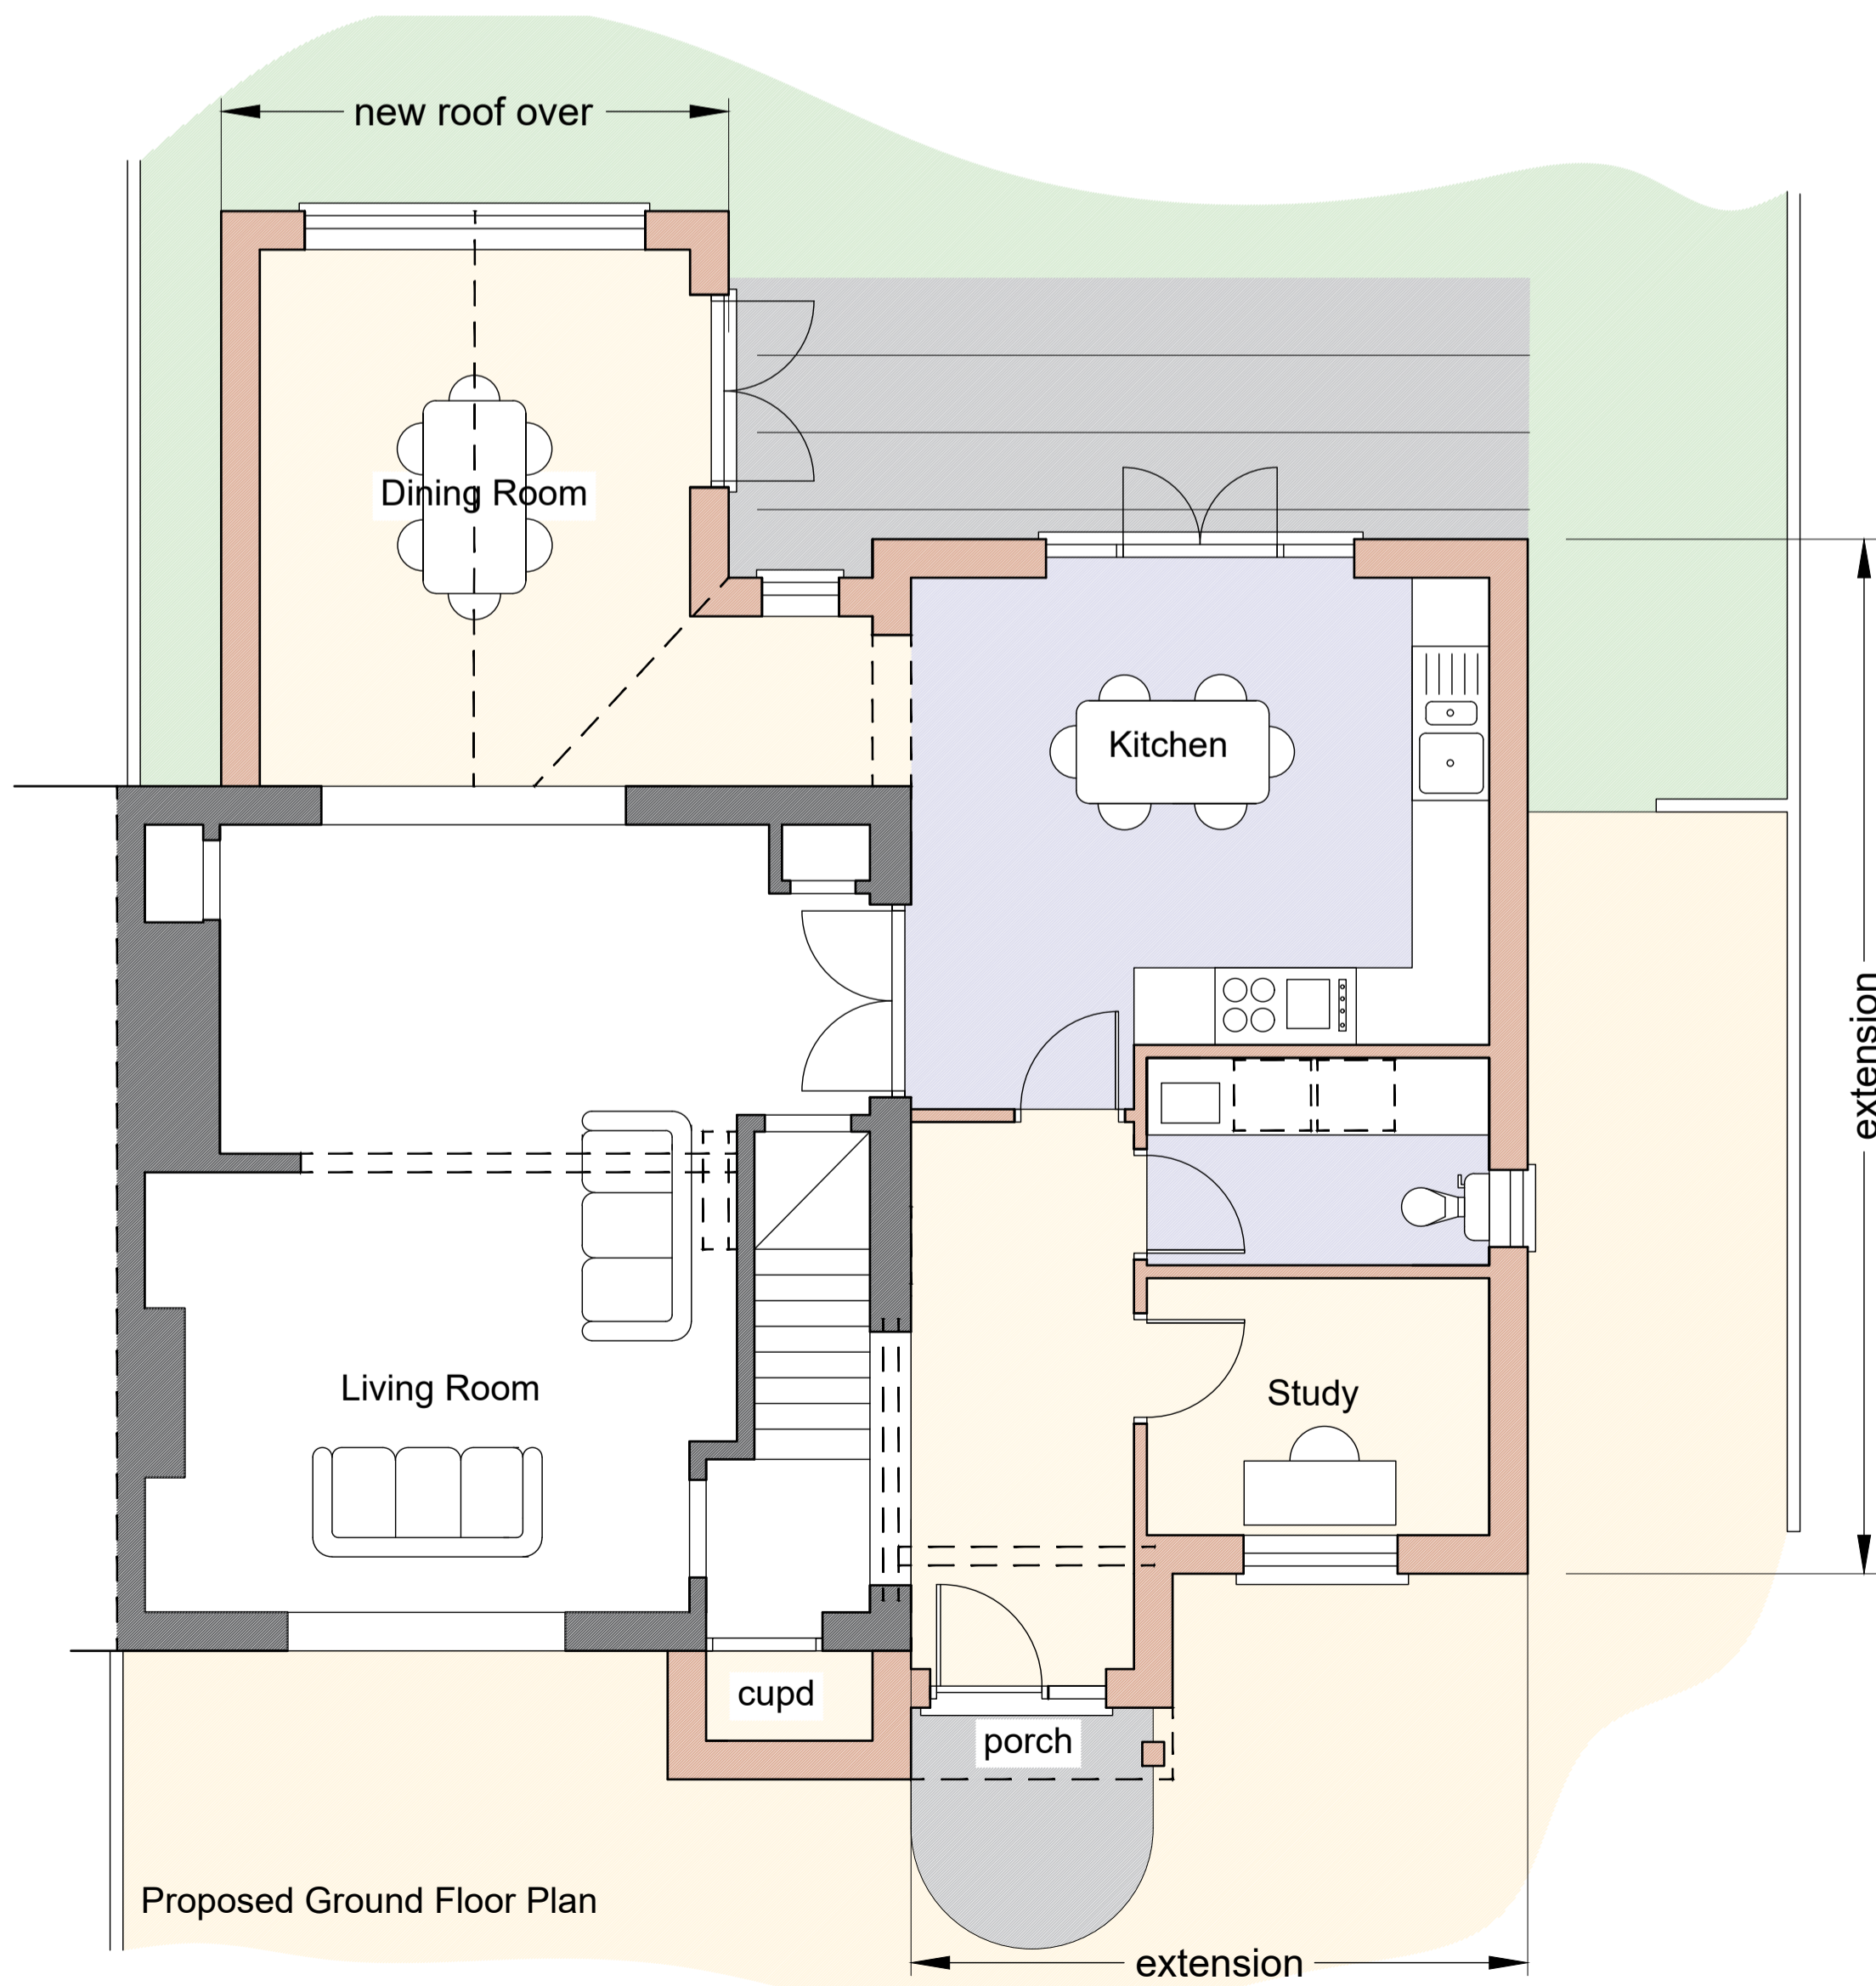 new roof over
Dining Room
Kitchen
extension
Living Room
Study
cupd
porch
Proposed Ground Floor Plan
extension